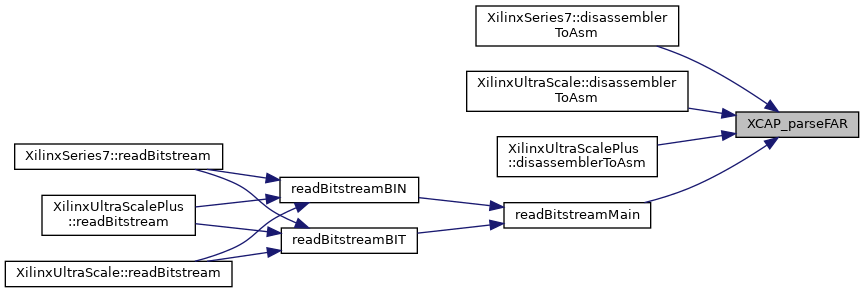 XilinxSeries7::disassembler
ToAsm
XilinxUltraScale::disassembler
ToAsm
XCAP_parseFAR
XilinxUltraScalePlus
::disassemblerToAsm
XilinxSeries7::readBitstream
readBitstreamBIN
XilinxUltraScalePlus
::readBitstream
readBitstreamMain
readBitstreamBIT
XilinxUltraScale::readBitstream